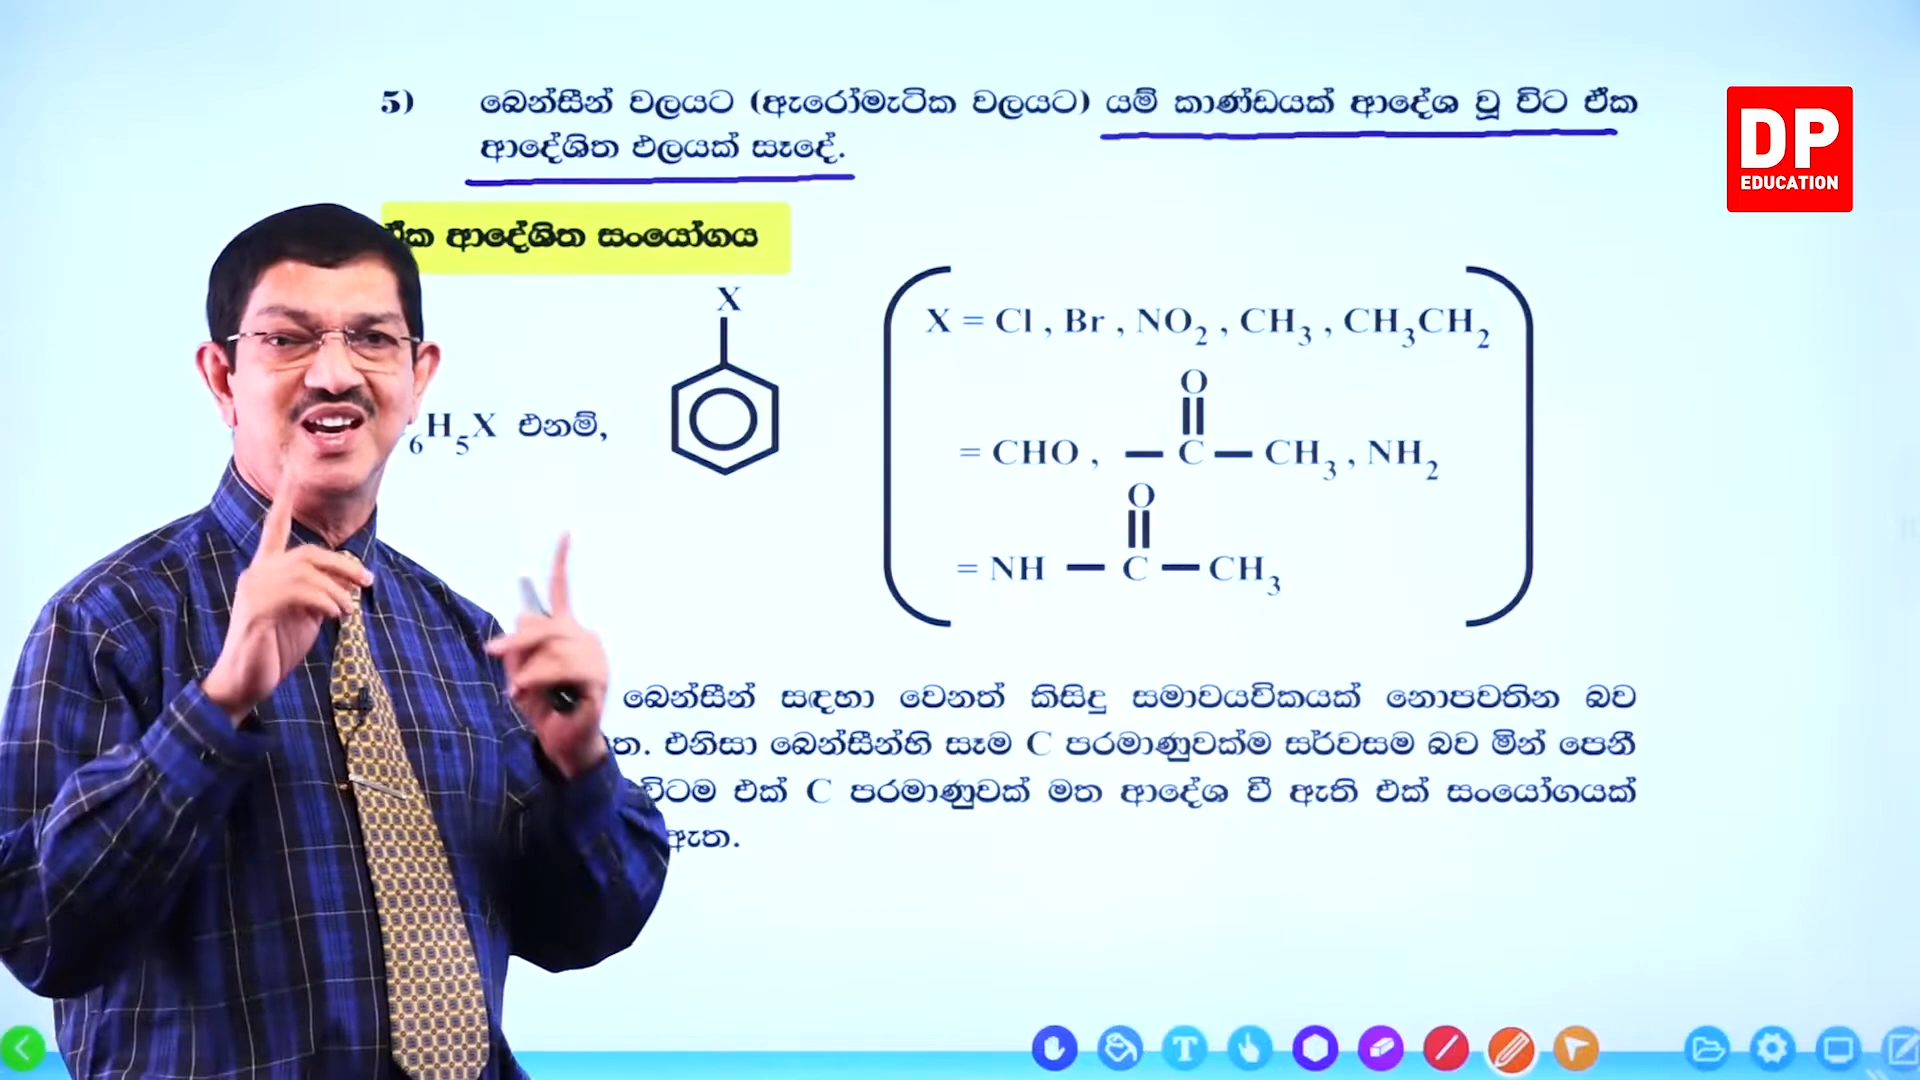 5) බෙන්සීන් වලයට (ඇරෝමැටික වලයට) යම් කාණ්ඩයක් ආදේශ වූ විට ඒක
ආදේශිත ඵලයක් සෑදේ.
DP
EDUCATION
ඒක ආදේශිත සංයෝගය
X
₆H₅X එනම්,
X = Cl , Br , NO₂ , CH₃ , CH₃CH₂
O
= CHO , — C — CH₃ , NH₂
O
= NH — C — CH₃
බෙන්සීන් සඳහා වෙනත් කිසිදු සමාවයවිකයක් නොපවතින බව
එනිසා බෙන්සීන්හි සෑම C පරමාණුවක්ම සර්වසම බව මින් පෙනී
එක් C පරමාණුවක් මත ආදේශ වී ඇති එක් සංයෝගයක්
ඇත.
T